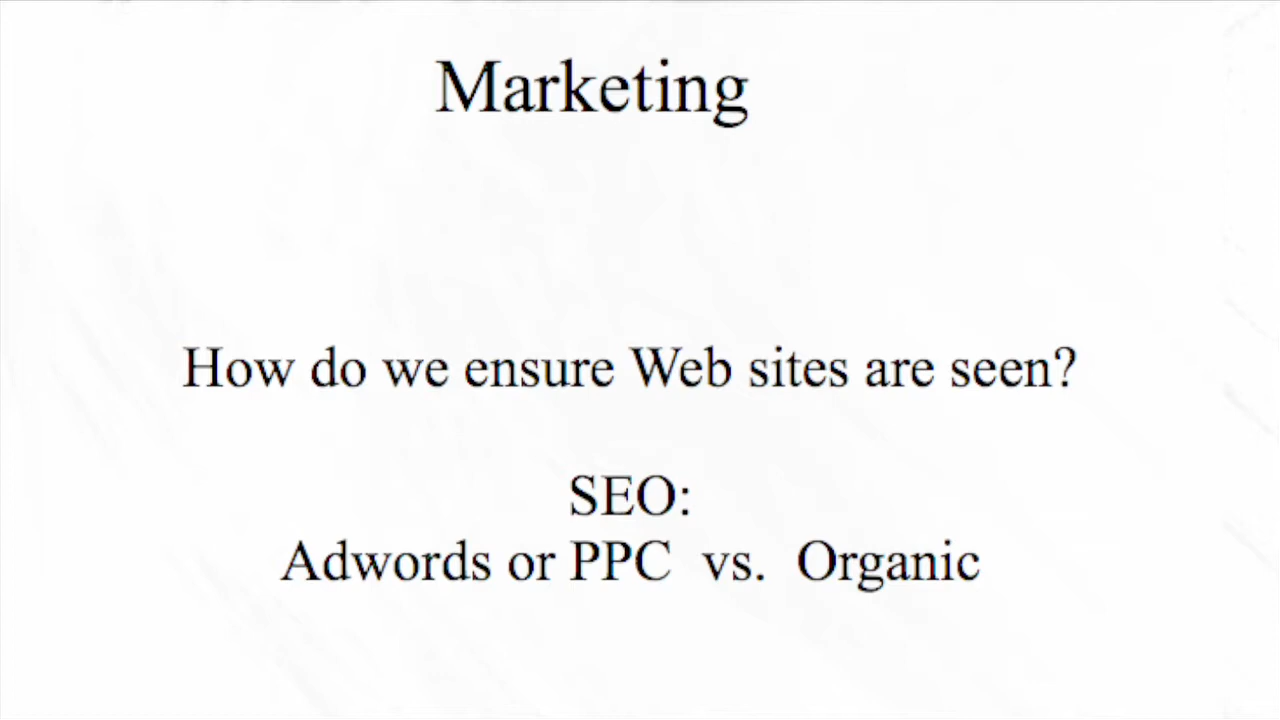 Marketing
How do we ensure Web sites are seen?
SEO:
Adwords or PPC vs. Organic